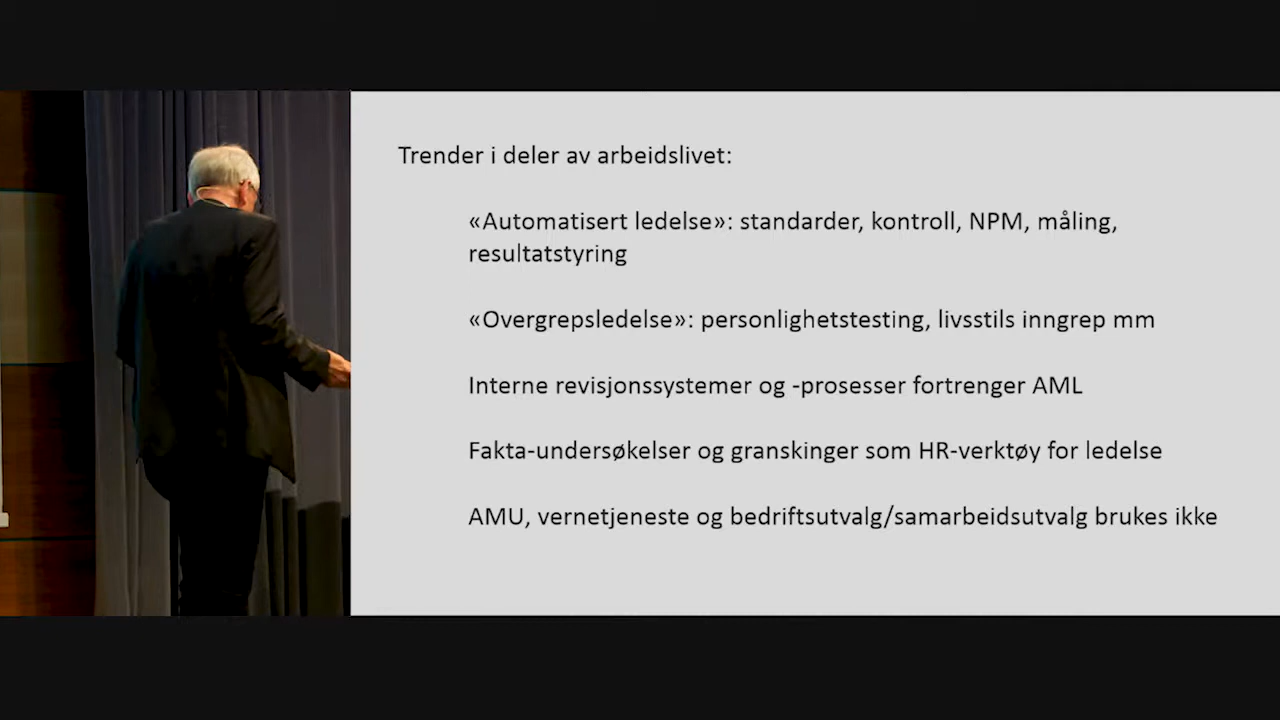 Trender i deler av arbeidslivet:
«Automatisert ledelse»: standarder, kontroll, NPM, måling,
resultatstyring
«Overgrepsledelse»: personlighetstesting, livsstils inngrep mm
Interne revisjonssystemer og -prosesser fortrenger AML
Fakta-undersøkelser og granskinger som HR-verktøy for ledelse
AMU, vernetjeneste og bedriftsutvalg/samarbeidsutvalg brukes ikke